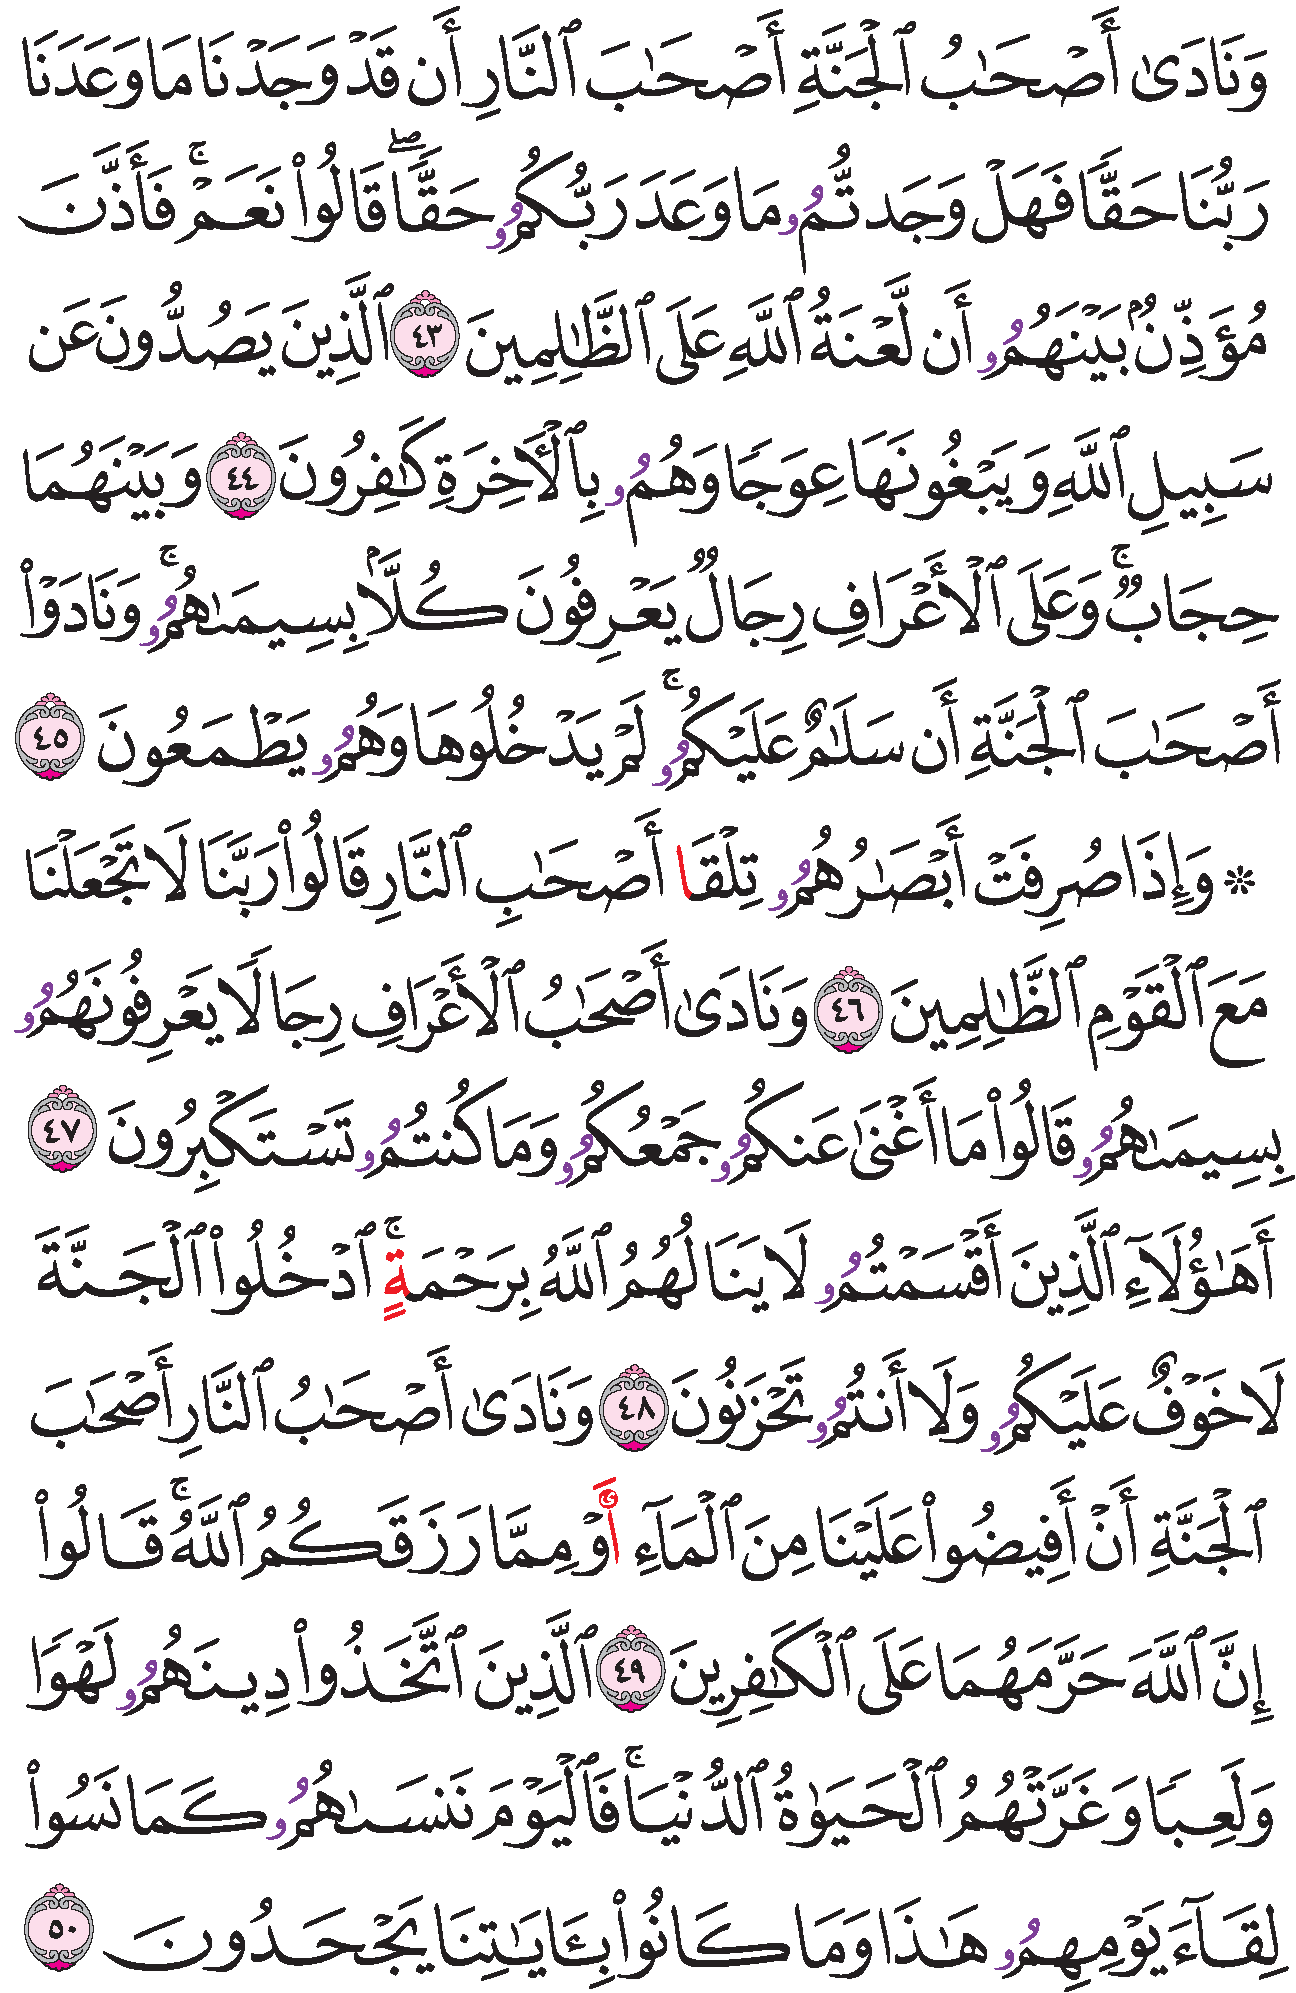 وَنَادَىٰ أَصْحَٰبُ ٱلْجَنَّةِ أَصْحَٰبَ ٱلنَّارِ أَن قَدْ وَجَدْنَا مَا وَعَدَنَا
رَبُّنَا حَقًّا فَهَلْ وَجَدتُّمُۥ مَا وَعَدَ رَبُّكُمُۥ حَقًّاۖ قَالُوا۟ نَعَمْۚ فَأَذَّنَ
مُؤَذِّنٌۢ بَيْنَهُمُۥ أَن لَّعْنَةُ ٱللَّهِ عَلَى ٱلظَّٰلِمِينَ ٤٣ ٱلَّذِينَ يَصُدُّونَ عَن
سَبِيلِ ٱللَّهِ وَيَبْغُونَهَا عِوَجًا وَهُمُۥ بِٱلْأَخِرَةِ كَٰفِرُونَ ٤٤ وَبَيْنَهُمَا
حِجَابٌۚ وَعَلَى ٱلْأَعْرَافِ رِجَالٌ يَعْرِفُونَ كُلًّۢا بِسِيمَىٰهُمُۥۚ وَنَادَوْا۟
أَصْحَٰبَ ٱلْجَنَّةِ أَن سَلَٰمٌ عَلَيْكُمُۥۚ لَمْ يَدْخُلُوهَا وَهُمُۥ يَطْمَعُونَ ٤٥
۞ وَإِذَا صُرِفَتْ أَبْصَٰرُهُمُۥ تِلْقَا أَصْحَٰبِ ٱلنَّارِ قَالُوا۟ رَبَّنَا لَا تَجْعَلْنَا
مَعَ ٱلْقَوْمِ ٱلظَّٰلِمِينَ ٤٦ وَنَادَىٰ أَصْحَٰبُ ٱلْأَعْرَافِ رِجَالًا يَعْرِفُونَهُمُۥ
بِسِيمَىٰهُمُۥ قَالُوا۟ مَا أَغْنَىٰ عَنكُمُۥ جَمْعُكُمُۥ وَمَا كُنتُمُۥ تَسْتَكْبِرُونَ ٤٧
أَهَٰؤُلَآءِ ٱلَّذِينَ أَقْسَمْتُمُۥ لَا يَنَالُهُمُ ٱللَّهُ بِرَحْمَةٍۚ ٱدْخُلُوا۟ ٱلْجَنَّةَ
لَا خَوْفٌ عَلَيْكُمُۥ وَلَا أَنتُمُۥ تَحْزَنُونَ ٤٨ وَنَادَىٰ أَصْحَٰبُ ٱلنَّارِ أَصْحَٰبَ
ٱلْجَنَّةِ أَنْ أَفِيضُوا۟ عَلَيْنَا مِنَ ٱلْمَآءِ أَوْ مِمَّا رَزَقَكُمُ ٱللَّهُۚ قَالُوا۟
إِنَّ ٱللَّهَ حَرَّمَهُمَا عَلَى ٱلْكَٰفِرِينَ ٤٩ ٱلَّذِينَ ٱتَّخَذُوا۟ دِينَهُمُۥ لَهْوًا
وَلَعِبًا وَغَرَّتْهُمُ ٱلْحَيَوٰةُ ٱلدُّنْيَاۚ فَٱلْيَوْمَ نَنسَىٰهُمُۥ كَمَا نَسُوا۟
لِقَآءَ يَوْمِهِمُۥ هَٰذَا وَمَا كَانُوا۟ بِـَٔايَٰتِنَا يَجْحَدُونَ ٥٠